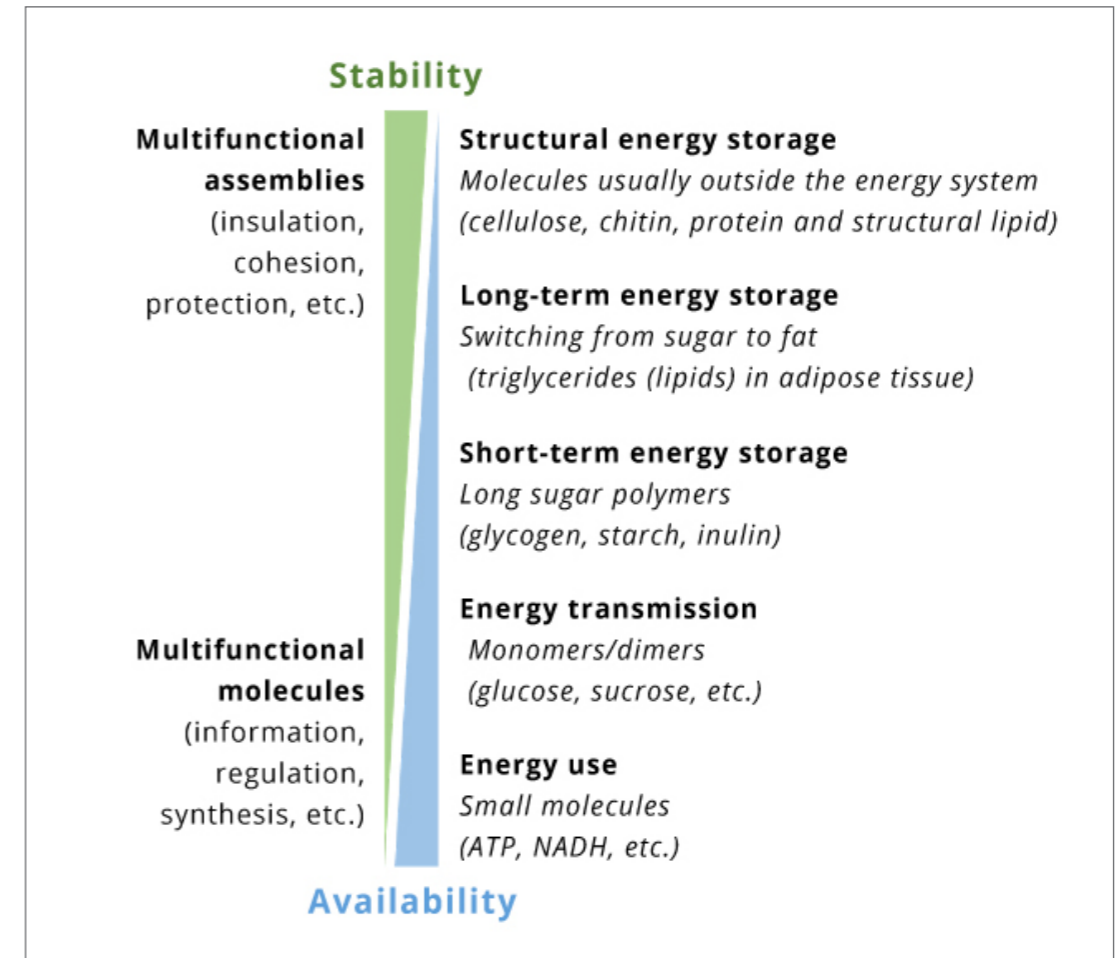 Stability
Multifunctional
assemblies
(insulation,
cohesion,
protection, etc.)
Structural energy storage
Molecules usually outside the energy system
(cellulose, chitin, protein and structural lipid)
Long-term energy storage
Switching from sugar to fat
(triglycerides (lipids) in adipose tissue)
Short-term energy storage
Long sugar polymers
(glycogen, starch, inulin)
Multifunctional
molecules
(information,
regulation,
synthesis, etc.)
Energy transmission
Monomers/dimers
(glucose, sucrose, etc.)
Energy use
Small molecules
(ATP, NADH, etc.)
Availability